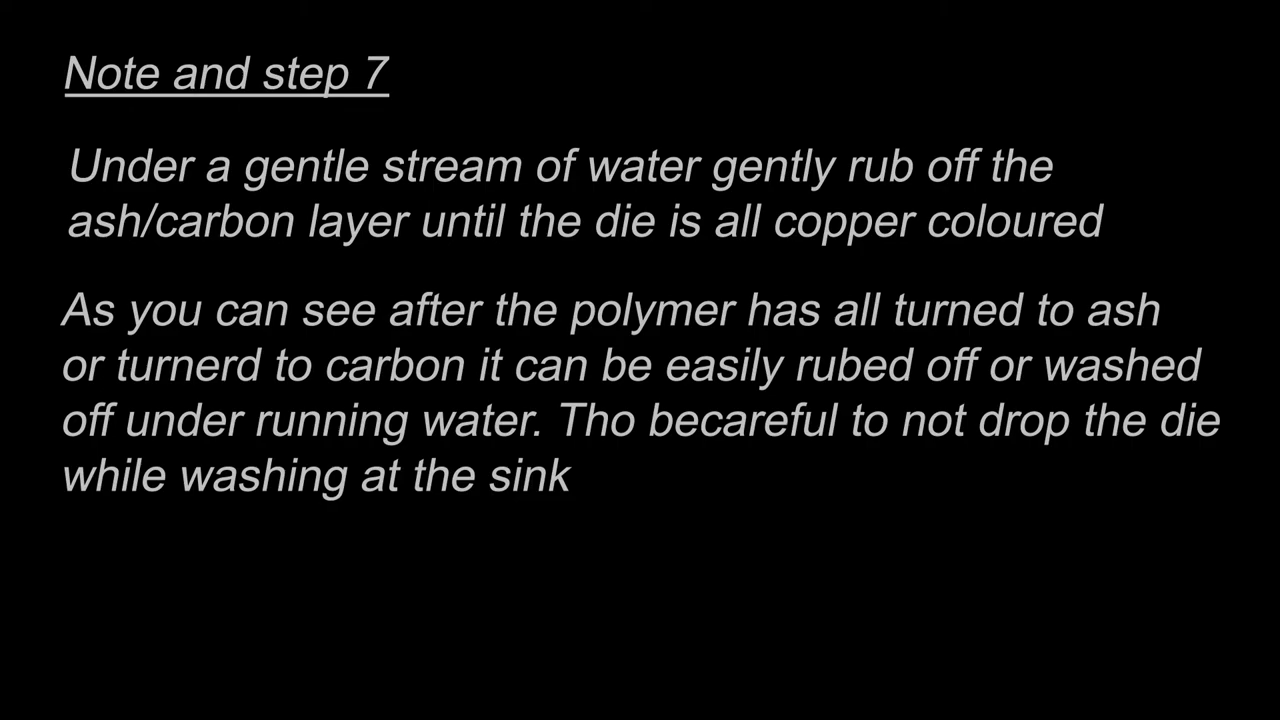 Note and step 7
Under a gentle stream of water gently rub off the
ash/carbon layer until the die is all copper coloured
As you can see after the polymer has all turned to ash
or turnerd to carbon it can be easily rubed off or washed
off under running water. Tho becareful to not drop the die
while washing at the sink